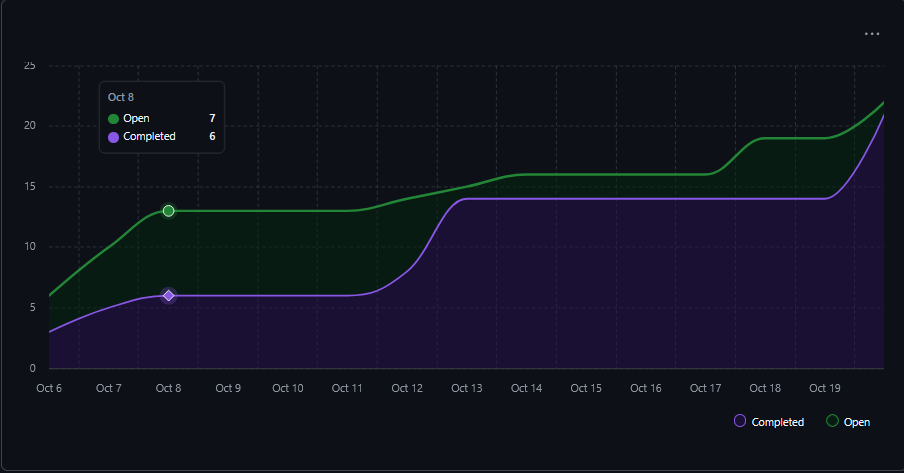 ...
25
Oct 8
Open 7
Completed 6
20
15
10
5
0
Oct 6 Oct 7 Oct 8 Oct 9 Oct 10 Oct 11 Oct 12 Oct 13 Oct 14 Oct 15 Oct 16 Oct 17 Oct 18 Oct 19
Completed Open